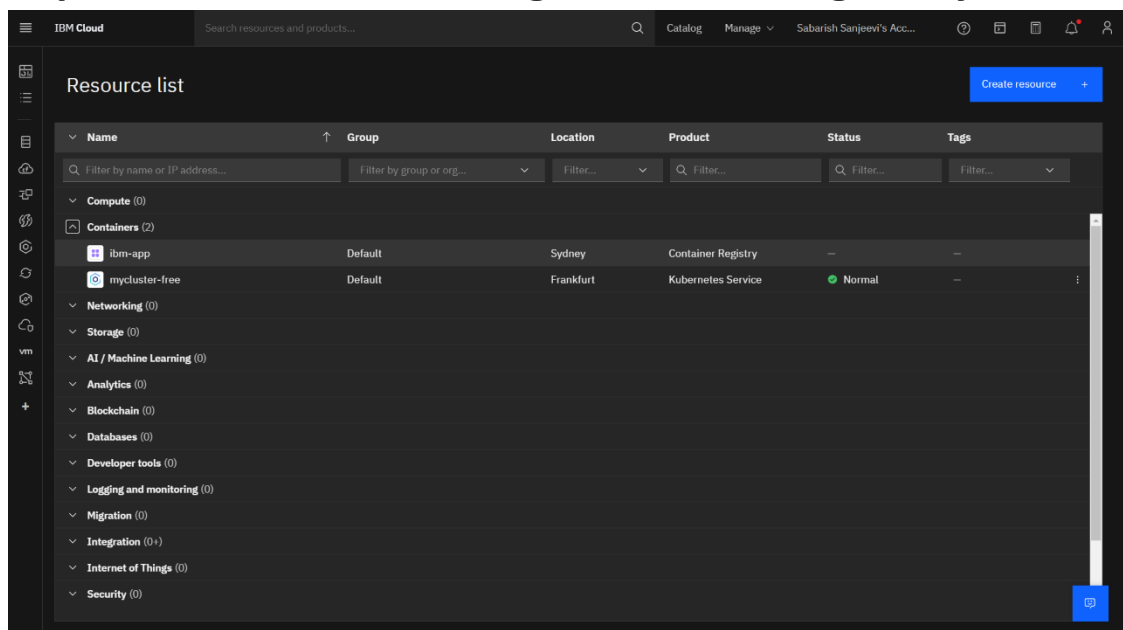 IBM Cloud Search resources and products... Catalog Manage Sabarish Sanjeevi's Acc...
Resource list
Create resource +
Name Group Location Product Status Tags
Filter by name or IP address... Filter by group or org... Filter... Filter... Filter... Filter...
Compute (0)
Containers (2)
ibm-app Default Sydney Container Registry – –
mycluster-free Default Frankfurt Kubernetes Service Normal –
Networking (0)
Storage (0)
AI / Machine Learning (0)
Analytics (0)
Blockchain (0)
vm
Databases (0)
Developer tools (0)
Logging and monitoring (0)
Migration (0)
Integration (0+)
Internet of Things (0)
Security (0)